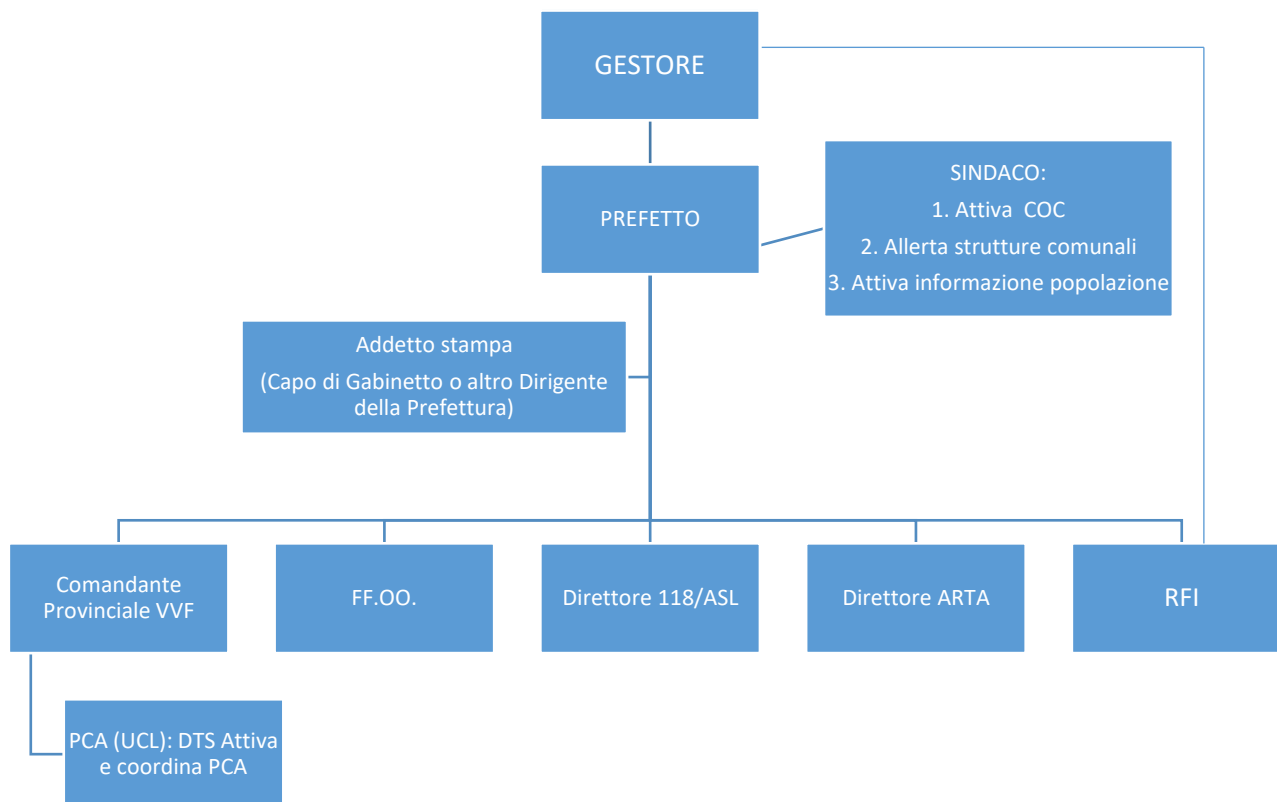 GESTORE
PREFETTO
SINDACO:
1. Attiva  COC
2. Allerta strutture comunali
3. Attiva informazione popolazione
Addetto stampa
(Capo di Gabinetto o altro Dirigente
della Prefettura)
Comandante
Provinciale VVF
FF.OO.
Direttore 118/ASL
Direttore ARTA
RFI
PCA (UCL): DTS Attiva
e coordina PCA